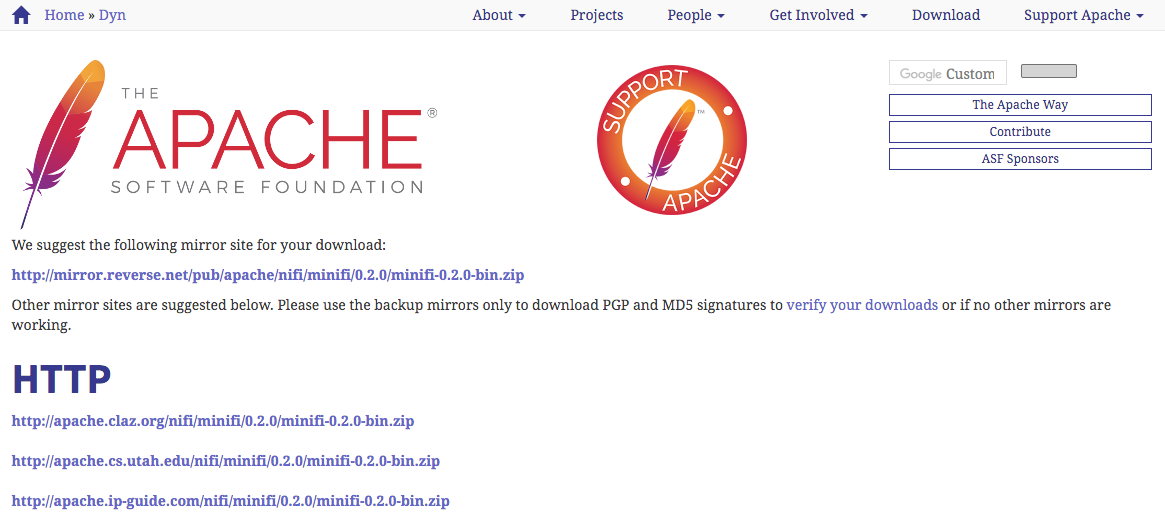 Home » Dyn
About
Projects
People
Get Involved
Download
Support Apache
THE
APACHE®
SOFTWARE FOUNDATION
SUPPORT
APACHE
™
Google Custom
The Apache Way
Contribute
ASF Sponsors
We suggest the following mirror site for your download:
http://mirror.reverse.net/pub/apache/nifi/minifi/0.2.0/minifi-0.2.0-bin.zip
Other mirror sites are suggested below. Please use the backup mirrors only to download PGP and MD5 signatures to verify your downloads or if no other mirrors are
working.
HTTP
http://apache.claz.org/nifi/minifi/0.2.0/minifi-0.2.0-bin.zip
http://apache.cs.utah.edu/nifi/minifi/0.2.0/minifi-0.2.0-bin.zip
http://apache.ip-guide.com/nifi/minifi/0.2.0/minifi-0.2.0-bin.zip